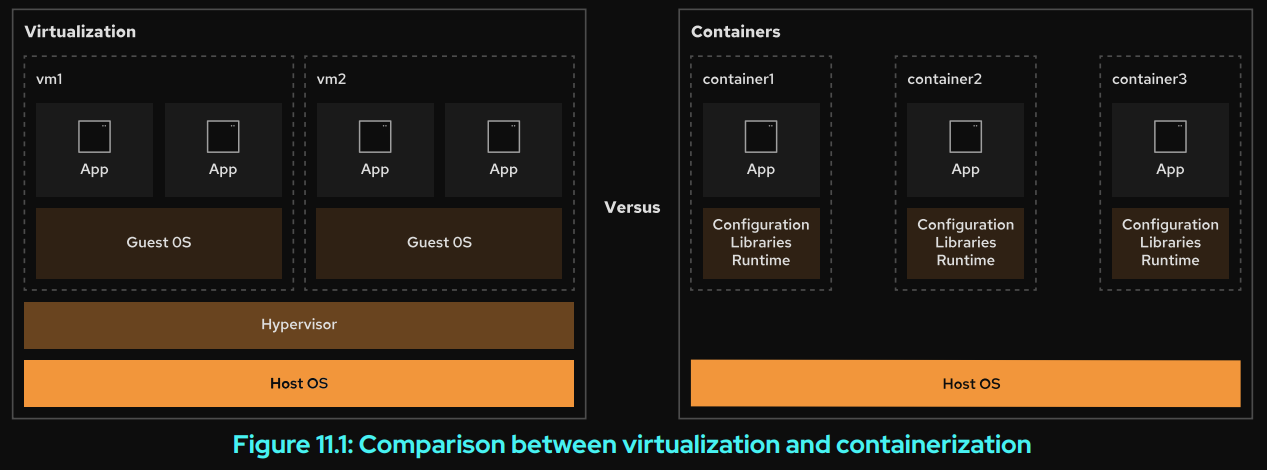 Virtualization
vm1
App
App
Guest OS
vm2
App
App
Guest OS
Hypervisor
Host OS
Versus
Containers
container1
App
Configuration
Libraries
Runtime
container2
App
Configuration
Libraries
Runtime
container3
App
Configuration
Libraries
Runtime
Host OS
Figure 11.1: Comparison between virtualization and containerization